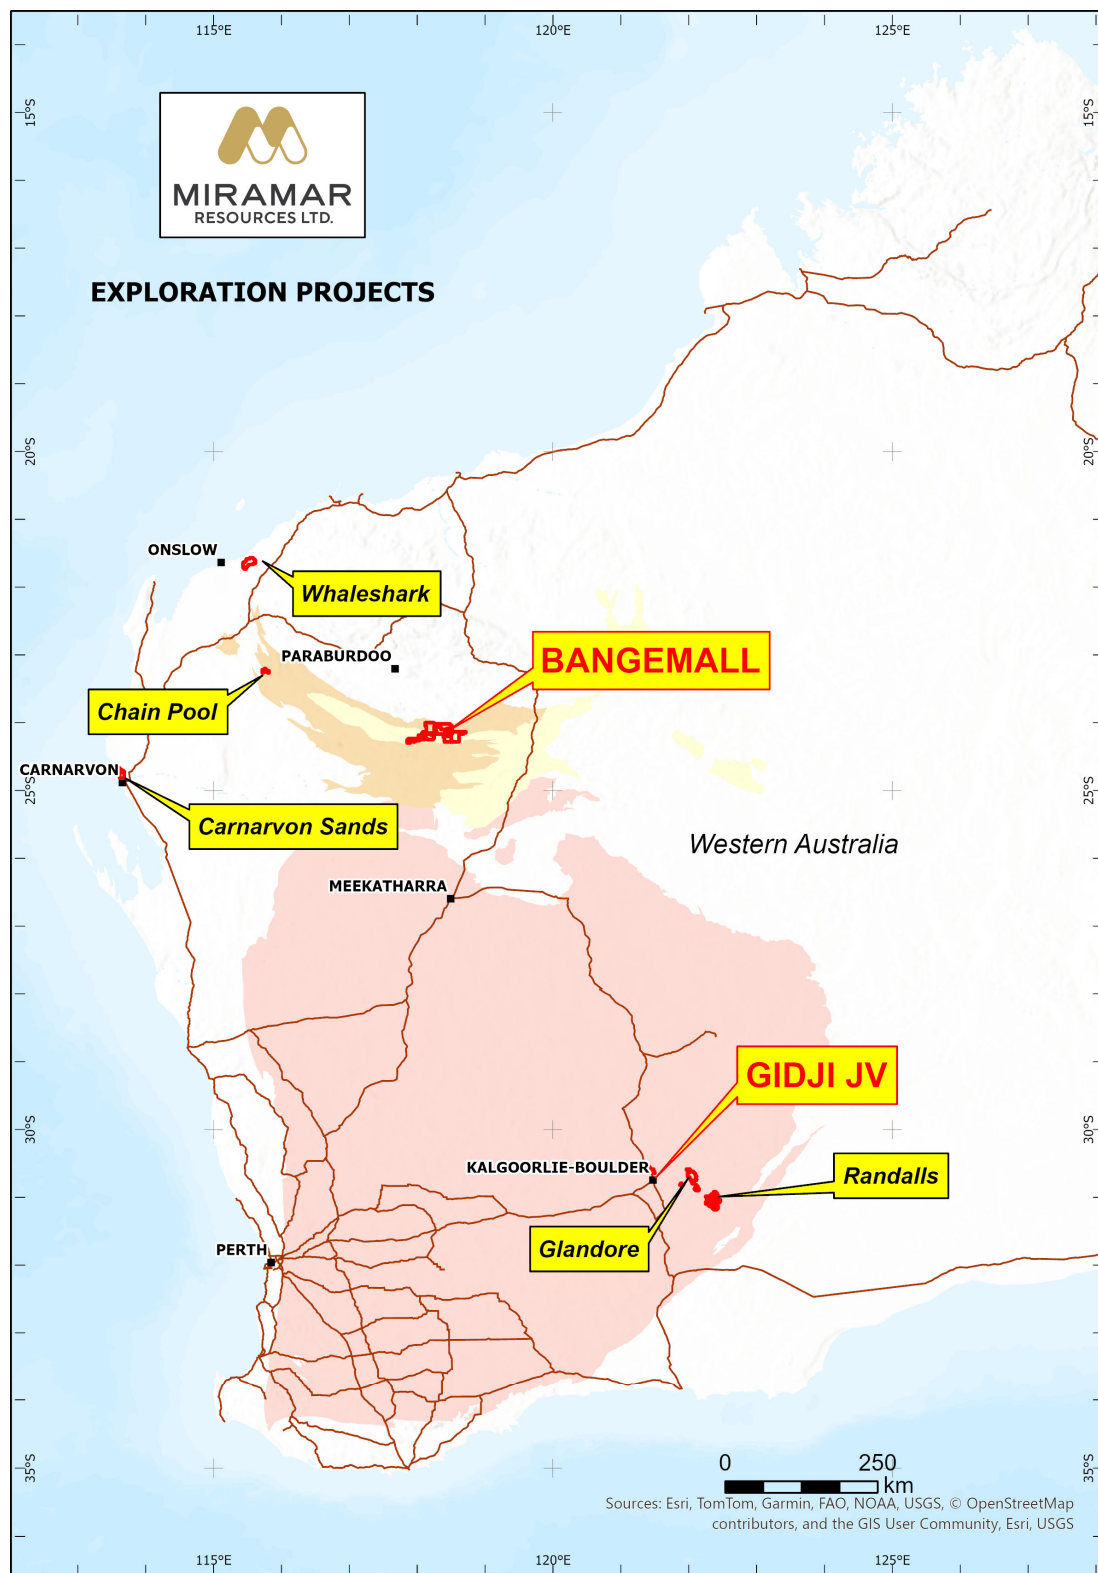 115°E
120°E
125°E
15°S
15°S
MIRAMAR
RESOURCES LTD.
EXPLORATION PROJECTS
20°S
20°S
ONSLOW
Whaleshark
PARABURDOO
BANGEMALL
Chain Pool
CARNARVON
25°S
25°S
Carnarvon Sands
Western Australia
MEEKATHARRA
GIDJI JV
30°S
30°S
KALGOORLIE-BOULDER
Randalls
PERTH
Glandore
0 250
km
35°S
35°S
Sources: Esri, TomTom, Garmin, FAO, NOAA, USGS, © OpenStreetMap
contributors, and the GIS User Community, Esri, USGS
115°E
120°E
125°E